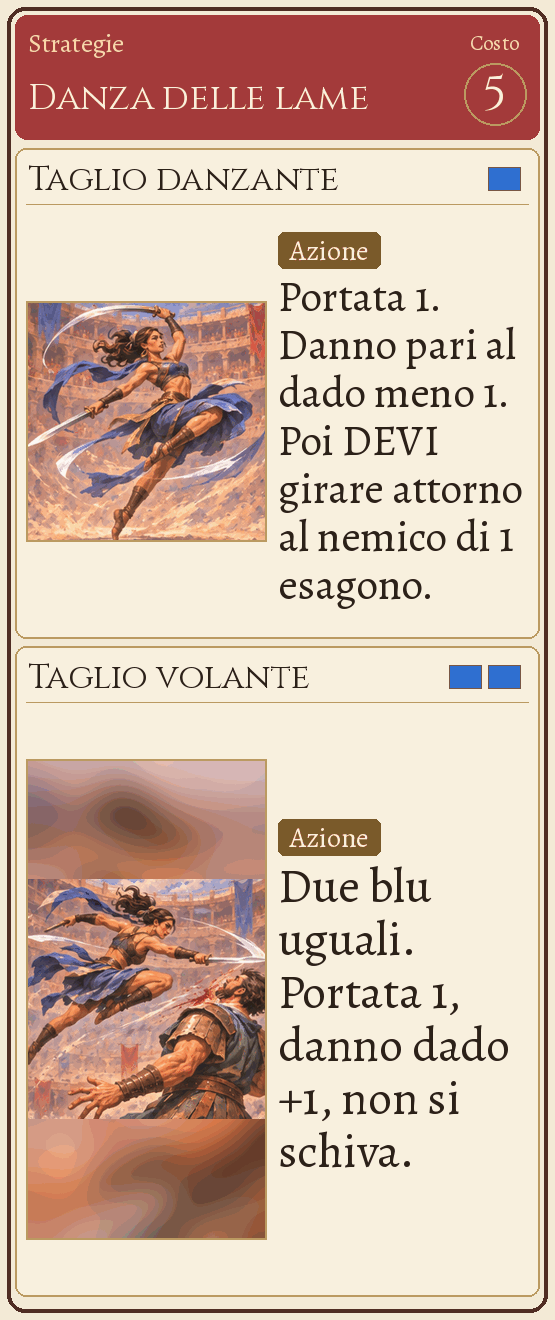 Strategie
Costo
Danza delle lame
5
Taglio danzante
Azione
Portata 1.
Danno pari al
dado meno 1.
Poi DEVI
girare attorno
al nemico di 1
esagono.
Taglio volante
Azione
Due blu
uguali.
Portata 1,
danno dado
+1, non si
schiva.